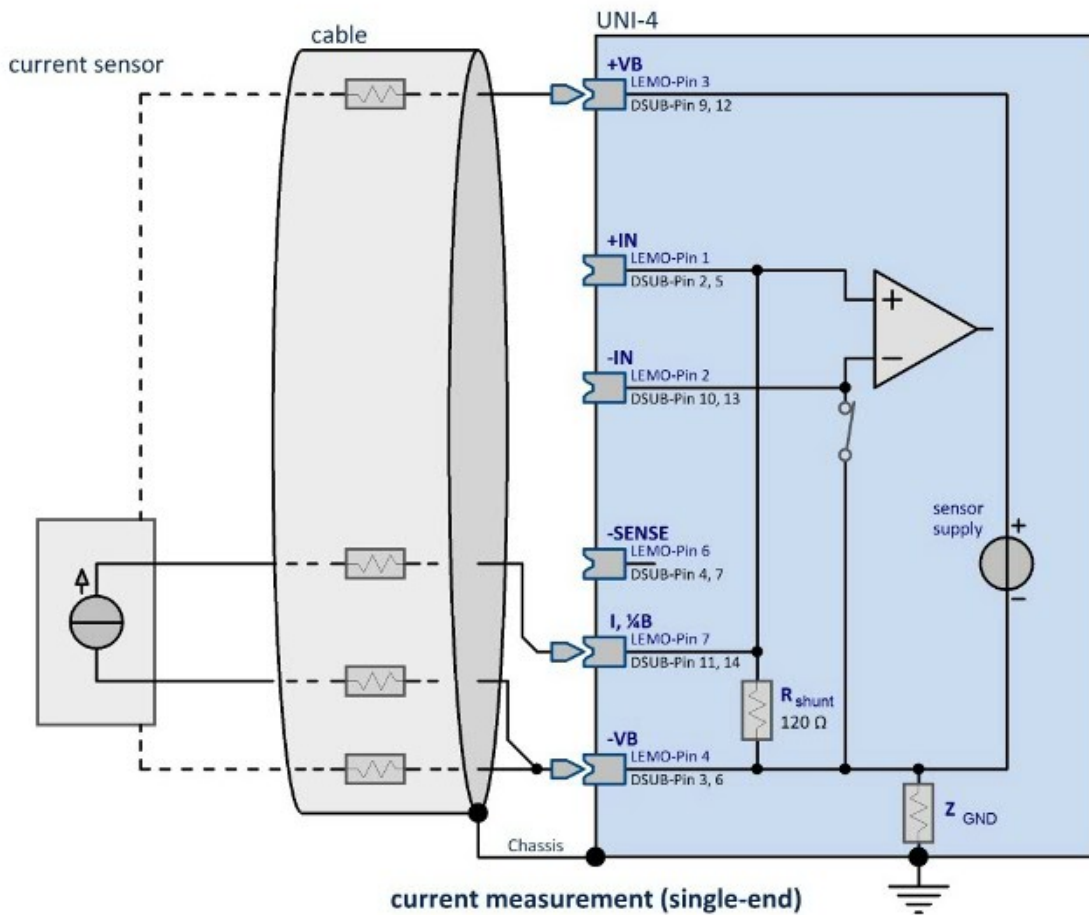 UNI-4
cable
current sensor
+VB
LEMO-Pin 3
DSUB-Pin 9, 12
+IN
LEMO-Pin 1
DSUB-Pin 2, 5
+
-IN
−
LEMO-Pin 2
DSUB-Pin 10, 13
sensor
supply
+
−
-SENSE
LEMO-Pin 6
DSUB-Pin 4, 7
I, ¼B
LEMO-Pin 7
DSUB-Pin 11, 14
R shunt
120 Ω
-VB
LEMO-Pin 4
DSUB-Pin 3, 6
Z GND
Chassis
current measurement (single-end)